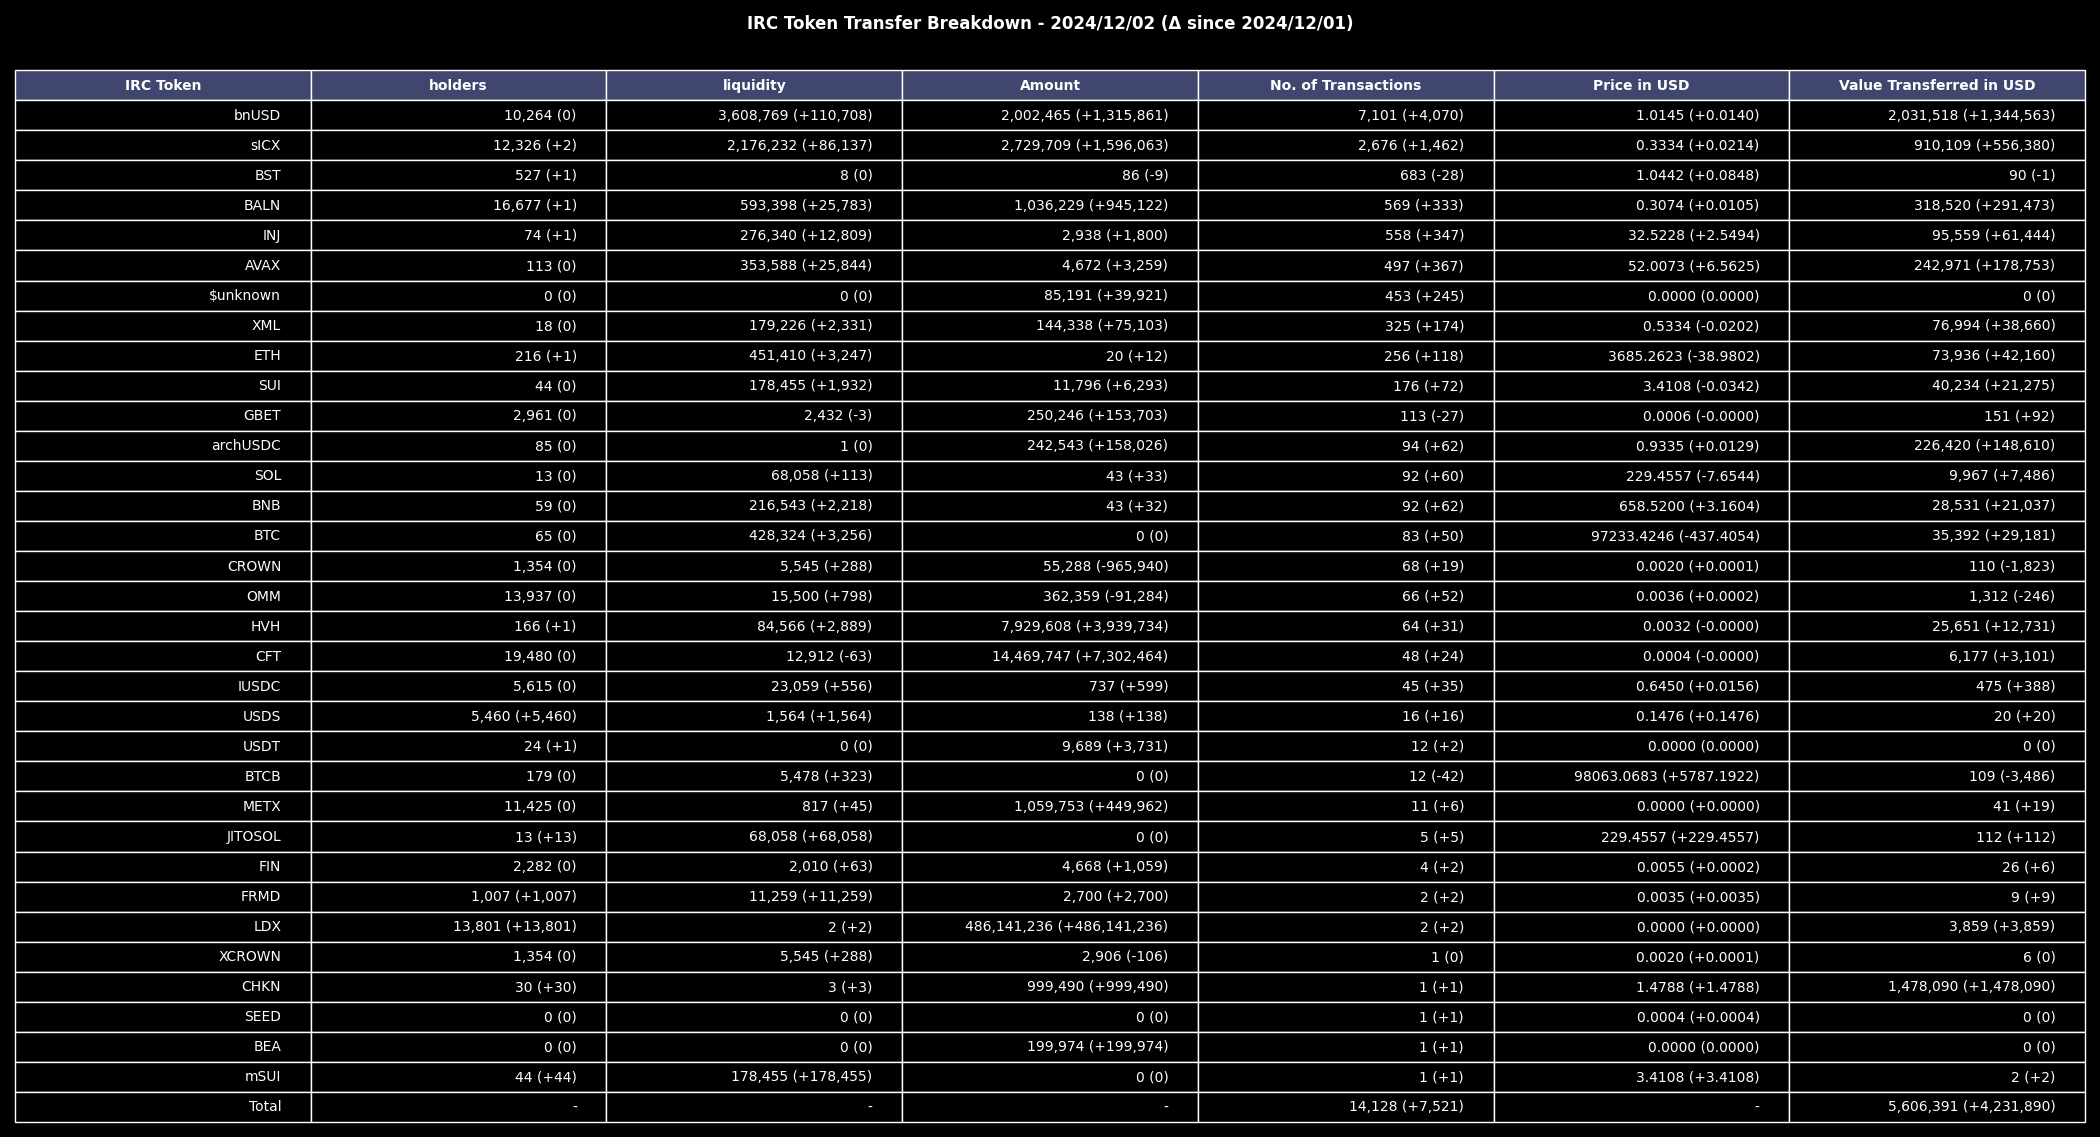 IRC Token Transfer Breakdown - 2024/12/02 (Δ since 2024/12/01)
IRC Token holders liquidity Amount No. of Transactions Price in USD Value Transferred in USD
bnUSD 10,264 (0) 3,608,769 (+110,708) 2,002,465 (+1,315,861) 7,101 (+4,070) 1.0145 (+0.0140) 2,031,518 (+1,344,563)
sICX 12,326 (+2) 2,176,232 (+86,137) 2,729,709 (+1,596,063) 2,676 (+1,462) 0.3334 (+0.0214) 910,109 (+556,380)
BST 527 (+1) 8 (0) 86 (-9) 683 (-28) 1.0442 (+0.0848) 90 (-1)
BALN 16,677 (+1) 593,398 (+25,783) 1,036,229 (+945,122) 569 (+333) 0.3074 (+0.0105) 318,520 (+291,473)
INJ 74 (+1) 276,340 (+12,809) 2,938 (+1,800) 558 (+347) 32.5228 (+2.5494) 95,559 (+61,444)
AVAX 113 (0) 353,588 (+25,844) 4,672 (+3,259) 497 (+367) 52.0073 (+6.5625) 242,971 (+178,753)
$unknown 0 (0) 0 (0) 85,191 (+39,921) 453 (+245) 0.0000 (0.0000) 0 (0)
XML 18 (0) 179,226 (+2,331) 144,338 (+75,103) 325 (+174) 0.5334 (-0.0202) 76,994 (+38,660)
ETH 216 (+1) 451,410 (+3,247) 20 (+12) 256 (+118) 3685.2623 (-38.9802) 73,936 (+42,160)
SUI 44 (0) 178,455 (+1,932) 11,796 (+6,293) 176 (+72) 3.4108 (-0.0342) 40,234 (+21,275)
GBET 2,961 (0) 2,432 (-3) 250,246 (+153,703) 113 (-27) 0.0006 (-0.0000) 151 (+92)
archUSDC 85 (0) 1 (0) 242,543 (+158,026) 94 (+62) 0.9335 (+0.0129) 226,420 (+148,610)
SOL 13 (0) 68,058 (+113) 43 (+33) 92 (+60) 229.4557 (-7.6544) 9,967 (+7,486)
BNB 59 (0) 216,543 (+2,218) 43 (+32) 92 (+62) 658.5200 (+3.1604) 28,531 (+21,037)
BTC 65 (0) 428,324 (+3,256) 0 (0) 83 (+50) 97233.4246 (-437.4054) 35,392 (+29,181)
CROWN 1,354 (0) 5,545 (+288) 55,288 (-965,940) 68 (+19) 0.0020 (+0.0001) 110 (-1,823)
OMM 13,937 (0) 15,500 (+798) 362,359 (-91,284) 66 (+52) 0.0036 (+0.0002) 1,312 (-246)
HVH 166 (+1) 84,566 (+2,889) 7,929,608 (+3,939,734) 64 (+31) 0.0032 (-0.0000) 25,651 (+12,731)
CFT 19,480 (0) 12,912 (-63) 14,469,747 (+7,302,464) 48 (+24) 0.0004 (-0.0000) 6,177 (+3,101)
IUSDC 5,615 (0) 23,059 (+556) 737 (+599) 45 (+35) 0.6450 (+0.0156) 475 (+388)
USDS 5,460 (+5,460) 1,564 (+1,564) 138 (+138) 16 (+16) 0.1476 (+0.1476) 20 (+20)
USDT 24 (+1) 0 (0) 9,689 (+3,731) 12 (+2) 0.0000 (0.0000) 0 (0)
BTCB 179 (0) 5,478 (+323) 0 (0) 12 (-42) 98063.0683 (+5787.1922) 109 (-3,486)
METX 11,425 (0) 817 (+45) 1,059,753 (+449,962) 11 (+6) 0.0000 (+0.0000) 41 (+19)
JITOSOL 13 (+13) 68,058 (+68,058) 0 (0) 5 (+5) 229.4557 (+229.4557) 112 (+112)
FIN 2,282 (0) 2,010 (+63) 4,668 (+1,059) 4 (+2) 0.0055 (+0.0002) 26 (+6)
FRMD 1,007 (+1,007) 11,259 (+11,259) 2,700 (+2,700) 2 (+2) 0.0035 (+0.0035) 9 (+9)
LDX 13,801 (+13,801) 2 (+2) 486,141,236 (+486,141,236) 2 (+2) 0.0000 (+0.0000) 3,859 (+3,859)
XCROWN 1,354 (0) 5,545 (+288) 2,906 (-106) 1 (0) 0.0020 (+0.0001) 6 (0)
CHKN 30 (+30) 3 (+3) 999,490 (+999,490) 1 (+1) 1.4788 (+1.4788) 1,478,090 (+1,478,090)
SEED 0 (0) 0 (0) 0 (0) 1 (+1) 0.0004 (+0.0004) 0 (0)
BEA 0 (0) 0 (0) 199,974 (+199,974) 1 (+1) 0.0000 (0.0000) 0 (0)
mSUI 44 (+44) 178,455 (+178,455) 0 (0) 1 (+1) 3.4108 (+3.4108) 2 (+2)
Total - - - 14,128 (+7,521) - 5,606,391 (+4,231,890)